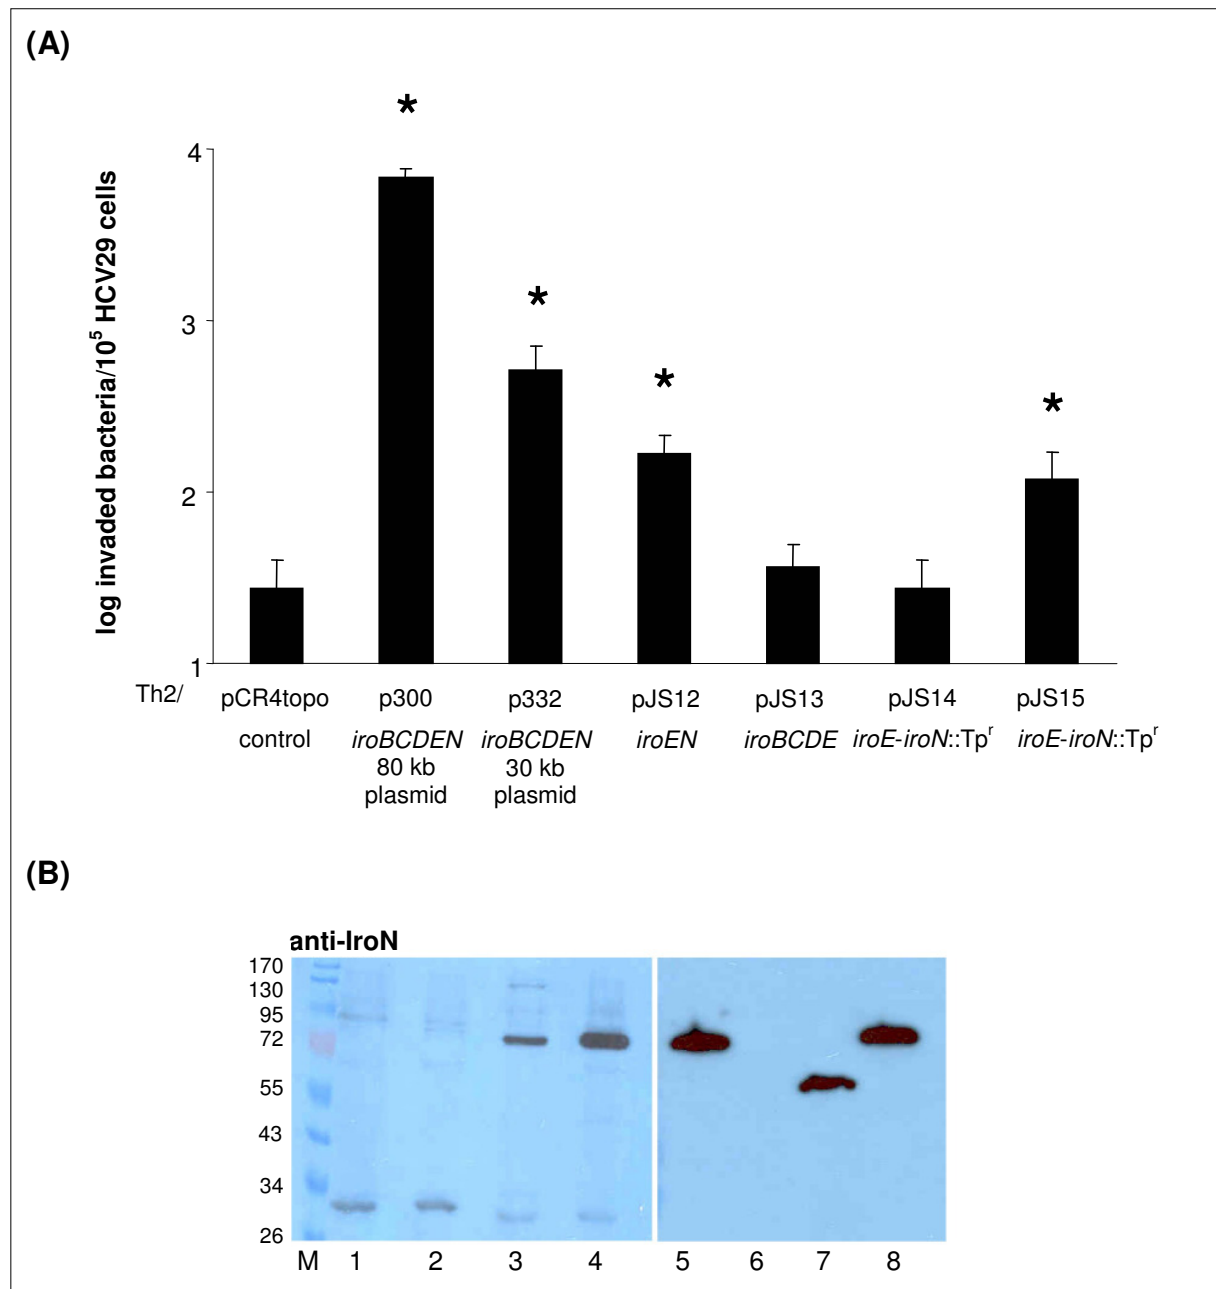 (A)
log invaded bacteria/10⁵ HCV29 cells
4
3
2
1
*
*
*
*
Th2/ pCR4topo p300 p332 pJS12 pJS13 pJS14 pJS15
control iroBCDEN iroBCDEN iroEN iroBCDE iroE-iroN::Tpʳ iroE-iroN::Tpʳ
80 kb 30 kb
plasmid plasmid
(B)
anti-IroN
170
130
95
72
55
43
34
26
M 1 2 3 4 5 6 7 8